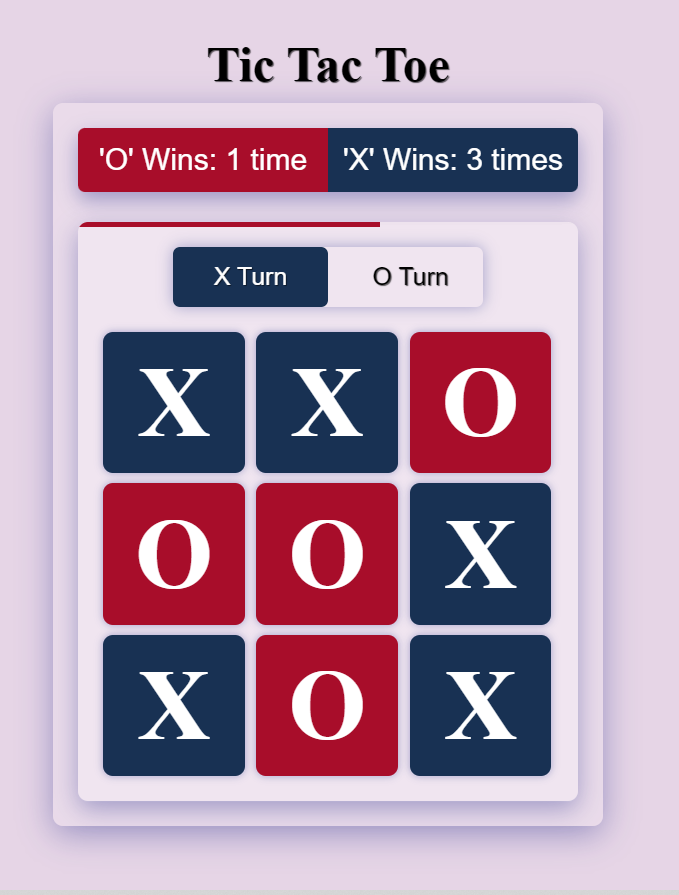 Tic Tac Toe
'O' Wins: 1 time 'X' Wins: 3 times
X Turn O Turn
X X O
O O X
X O X